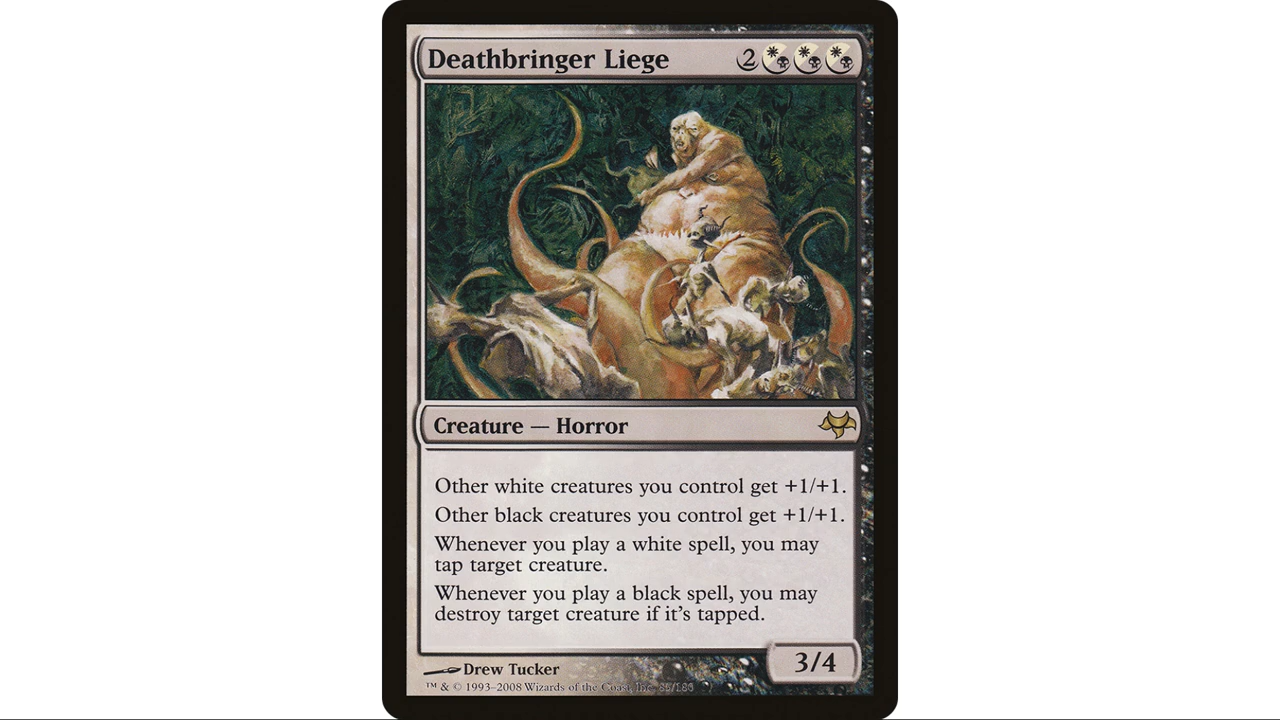 Deathbringer Liege 2
Creature — Horror
Other white creatures you control get +1/+1.
Other black creatures you control get +1/+1.
Whenever you play a white spell, you may
tap target creature.
Whenever you play a black spell, you may
destroy target creature if it's tapped.
3/4
Drew Tucker
™ & © 1993–2008 Wizards of the Coast, Inc.